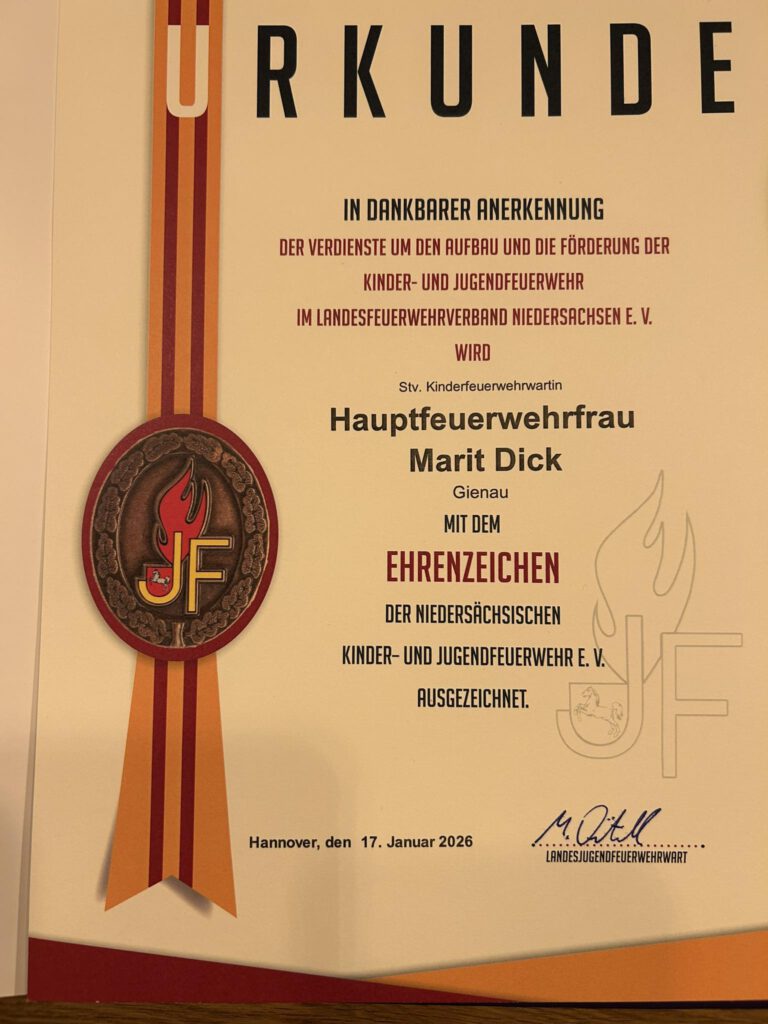 URKUNDE
IN DANKBARER ANERKENNUNG
DER VERDIENSTE UM DEN AUFBAU UND DIE FÖRDERUNG DER
KINDER- UND JUGENDFEUERWEHR
IM LANDESFEUERWEHRVERBAND NIEDERSACHSEN E. V.
WIRD
Stv. Kinderfeuerwehrwartin
Hauptfeuerwehrfrau
Marit Dick
Gienau
MIT DEM
EHRENZEICHEN
DER NIEDERSÄCHSISCHEN
KINDER- UND JUGENDFEUERWEHR E. V.
AUSGEZEICHNET.
JF
JF
Hannover, den 17. Januar 2026
M.
LANDESJUGENDFEUERWEHRWART